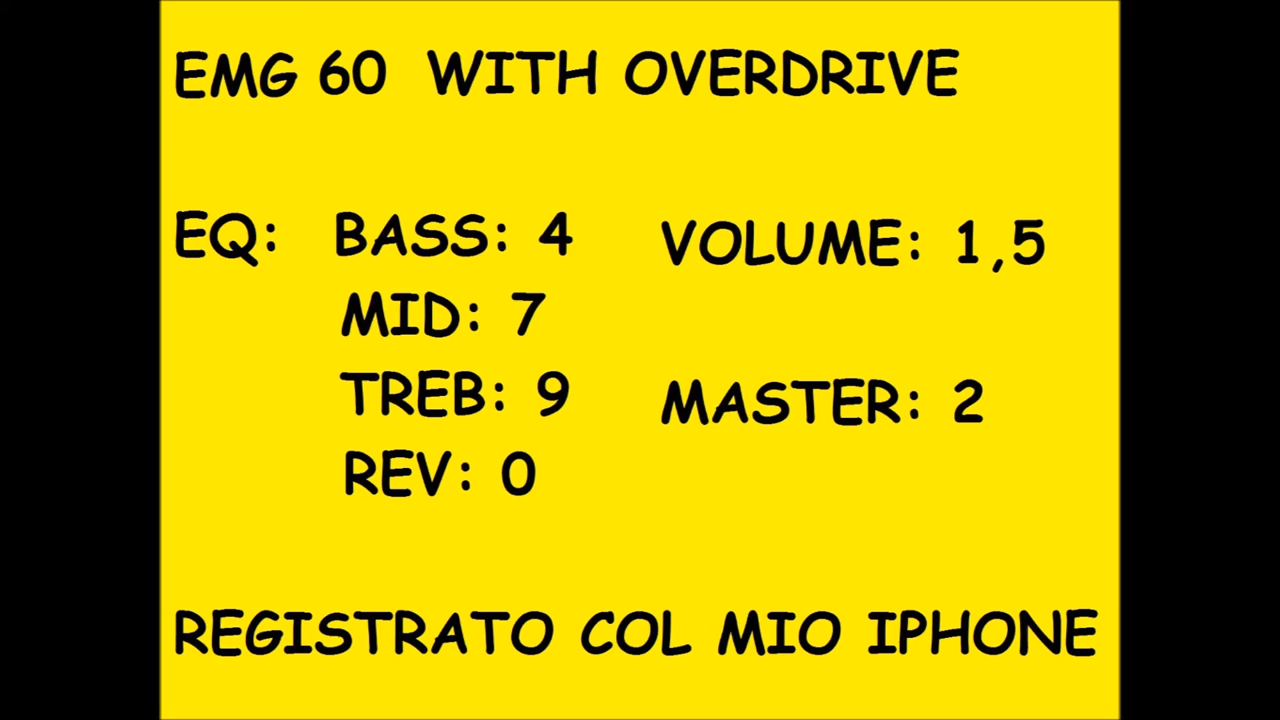 EMG 60 WITH OVERDRIVE
EQ: BASS: 4 VOLUME: 1,5
MID: 7
TREB: 9 MASTER: 2
REV: 0
REGISTRATO COL MIO IPHONE